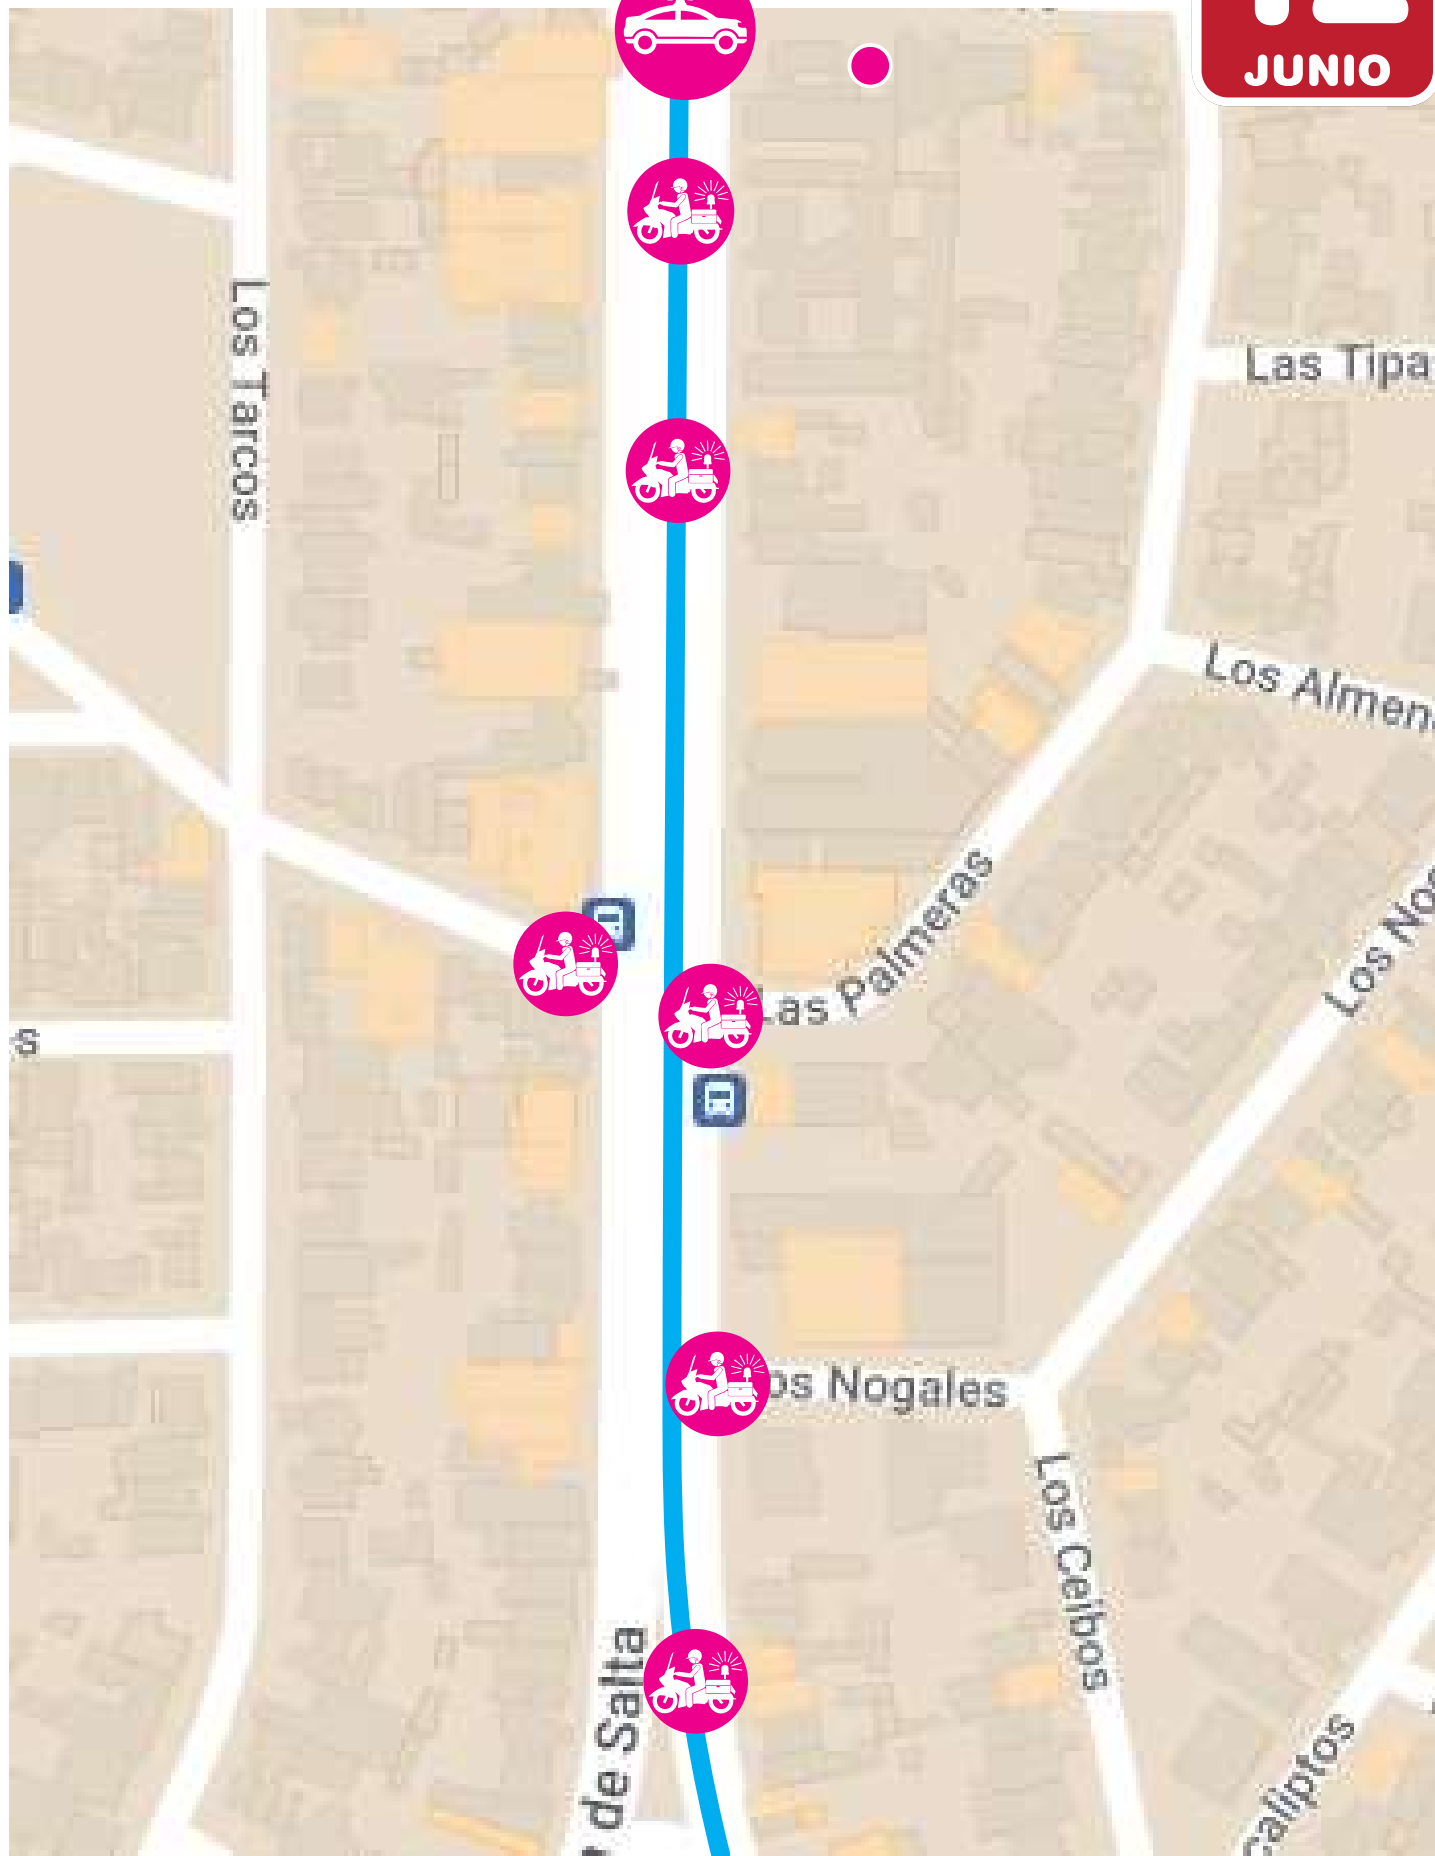 JUNIO
Los Tarcos
Las Tipa
Los Almen
Las Palmeras
Los No
s
os Nogales
Los Ceibos
de Salta
caliptos